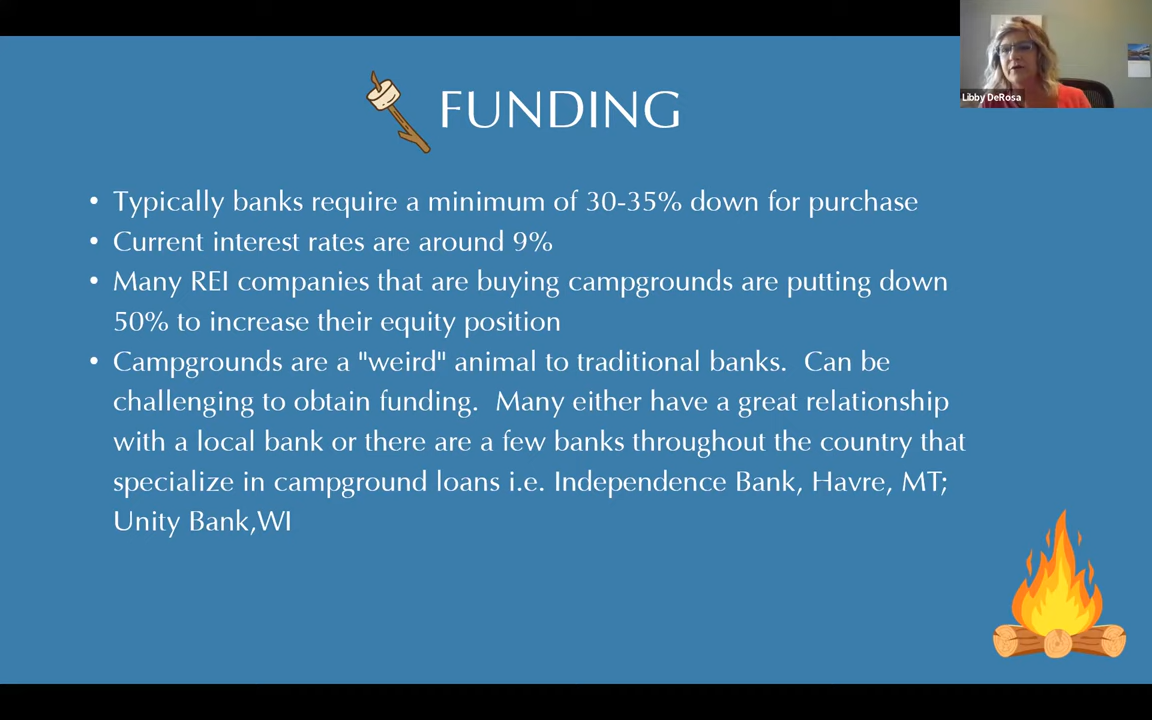 FUNDING
Libby DeRosa
• Typically banks require a minimum of 30-35% down for purchase
• Current interest rates are around 9%
• Many REI companies that are buying campgrounds are putting down
50% to increase their equity position
• Campgrounds are a "weird" animal to traditional banks.  Can be
challenging to obtain funding.  Many either have a great relationship
with a local bank or there are a few banks throughout the country that
specialize in campground loans i.e. Independence Bank, Havre, MT;
Unity Bank,WI